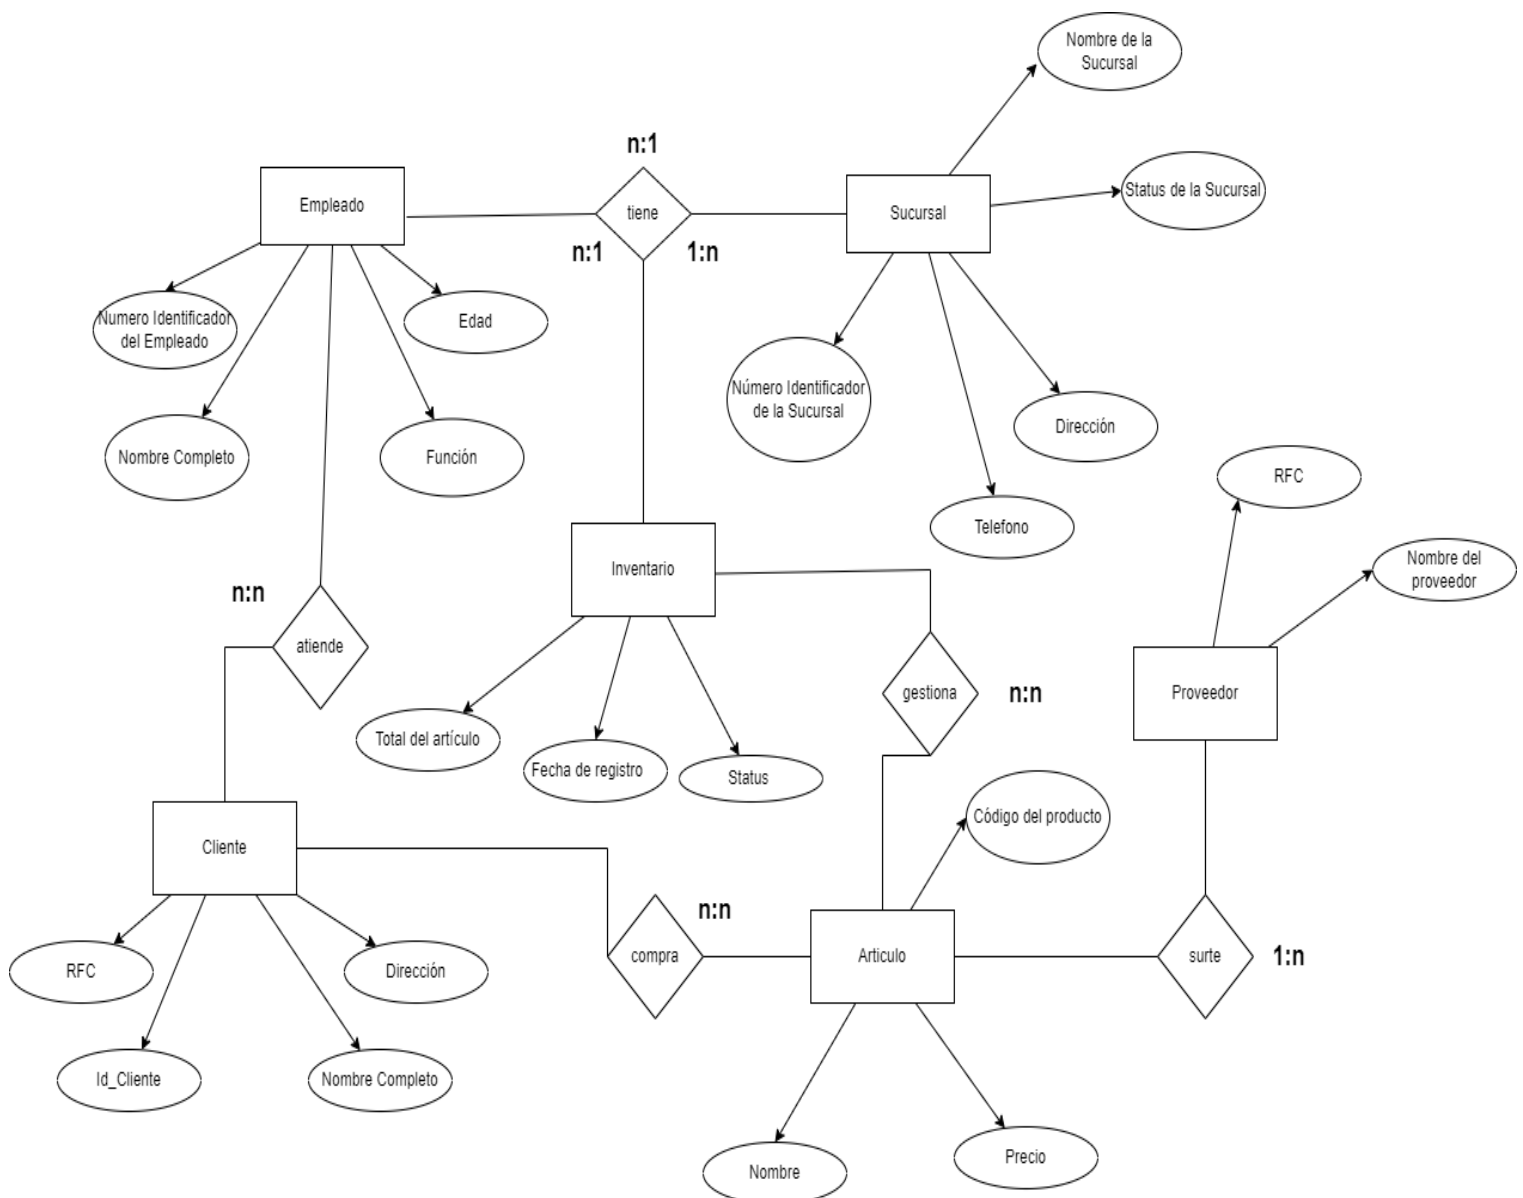 Nombre de la
Sucursal
n:1
Status de la Sucursal
Empleado
tiene
Sucursal
n:1
1:n
Numero Identificador
del Empleado
Edad
Número Identificador
de la Sucursal
Dirección
Nombre Completo
Función
RFC
Telefono
Inventario
Nombre del
proveedor
n:n
atiende
gestiona
n:n
Proveedor
Total del artículo
Fecha de registro
Status
Código del producto
Cliente
n:n
compra
Articulo
surte
1:n
RFC
Dirección
Id_Cliente
Nombre Completo
Nombre
Precio